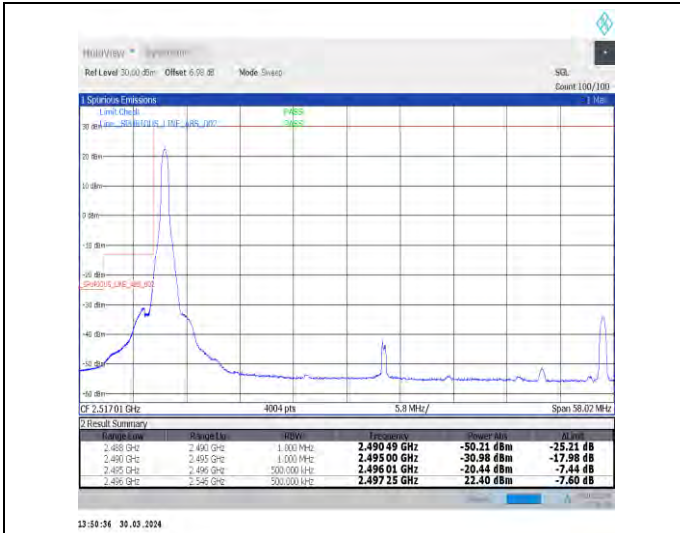 MultiView
Ref Level 30.00 dBm Offset 6.98 dB Mode Sweep SGL
Count 100/100
1 Spurious Emissions
Limit Check PASS
Line _SPURIOUS_LINE_ABS_002 PASS
30 dBm
20 dBm
10 dBm
0 dBm
-10 dBm
-20 dBm
_SPURIOUS_LINE_ABS_002
-30 dBm
-40 dBm
-50 dBm
-60 dBm
CF 2.51701 GHz 4004 pts 5.8 MHz/ Span 58.02 MHz
2 Result Summary
Range Low Range Up RBW Frequency Power Abs ΔLimit
2.488 GHz 2.490 GHz 1.000 MHz 2.490 49 GHz -50.21 dBm -25.21 dB
2.490 GHz 2.495 GHz 1.000 MHz 2.495 00 GHz -30.98 dBm -17.98 dB
2.495 GHz 2.496 GHz 500.000 kHz 2.496 01 GHz -20.44 dBm -7.44 dB
2.496 GHz 2.546 GHz 500.000 kHz 2.497 25 GHz 22.40 dBm -7.60 dB
13:50:36 30.03.2024